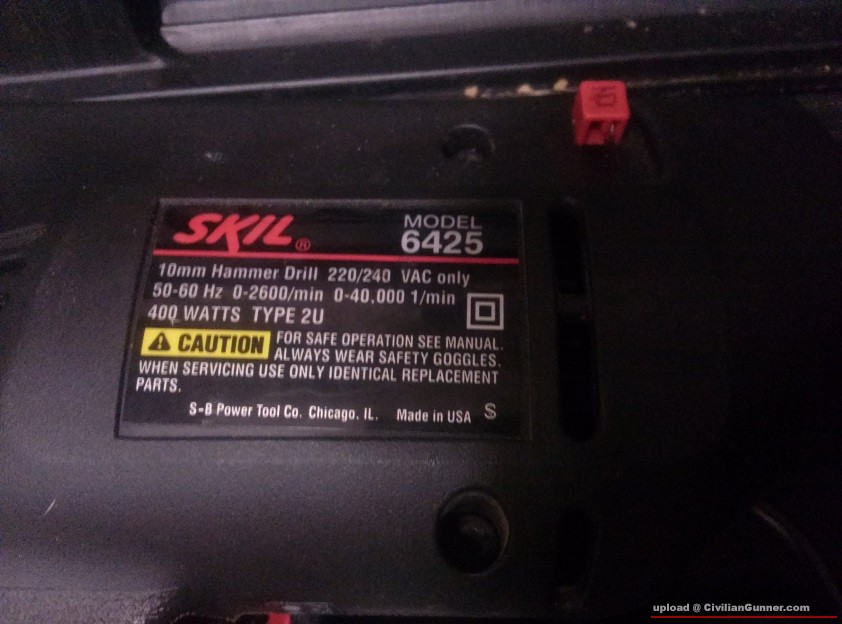 SKIL®
MODEL
6425
10mm Hammer Drill 220/240 VAC only
50-60 Hz 0-2600/min 0-40,000 1/min
400 WATTS TYPE 2U
CAUTION FOR SAFE OPERATION SEE MANUAL.
ALWAYS WEAR SAFETY GOGGLES.
WHEN SERVICING USE ONLY IDENTICAL REPLACEMENT
PARTS.
S-B Power Tool Co. Chicago, IL. Made in USA S
upload @ CivilianGunner.com